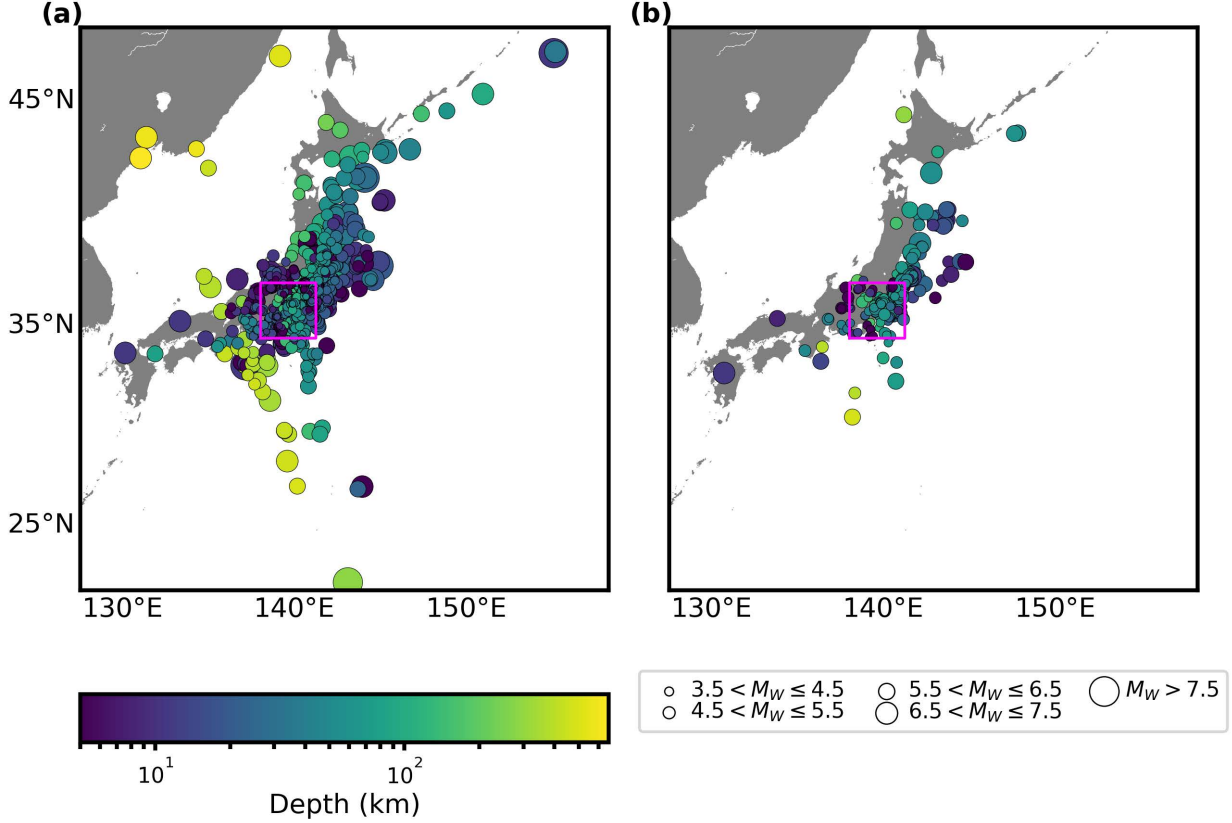 (a)
(b)
45°N
35°N
25°N
130°E 140°E 150°E
130°E 140°E 150°E
3.5 < M_W ≤ 4.5
4.5 < M_W ≤ 5.5
5.5 < M_W ≤ 6.5
6.5 < M_W ≤ 7.5
M_W > 7.5
10¹ 10²
Depth (km)